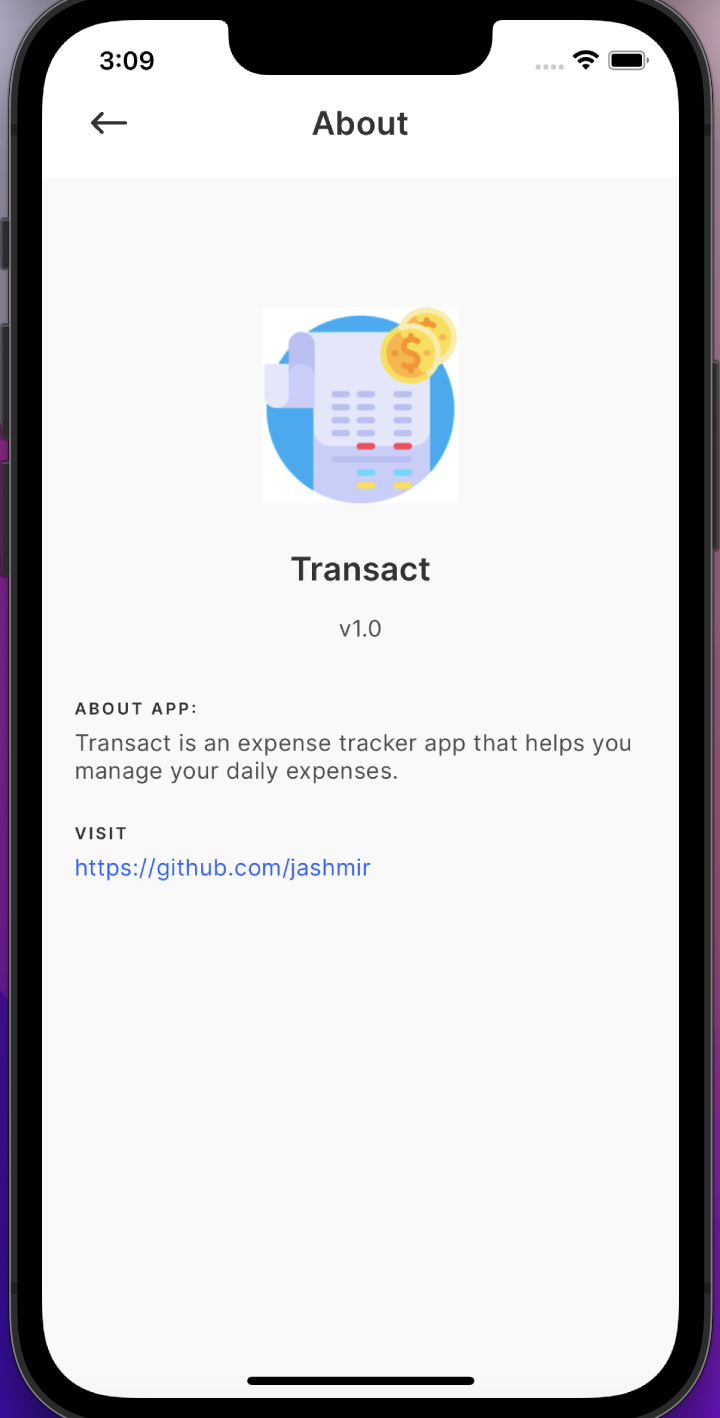 3:09
About
Transact
v1.0
ABOUT APP:
Transact is an expense tracker app that helps you
manage your daily expenses.
VISIT
https://github.com/jashmir